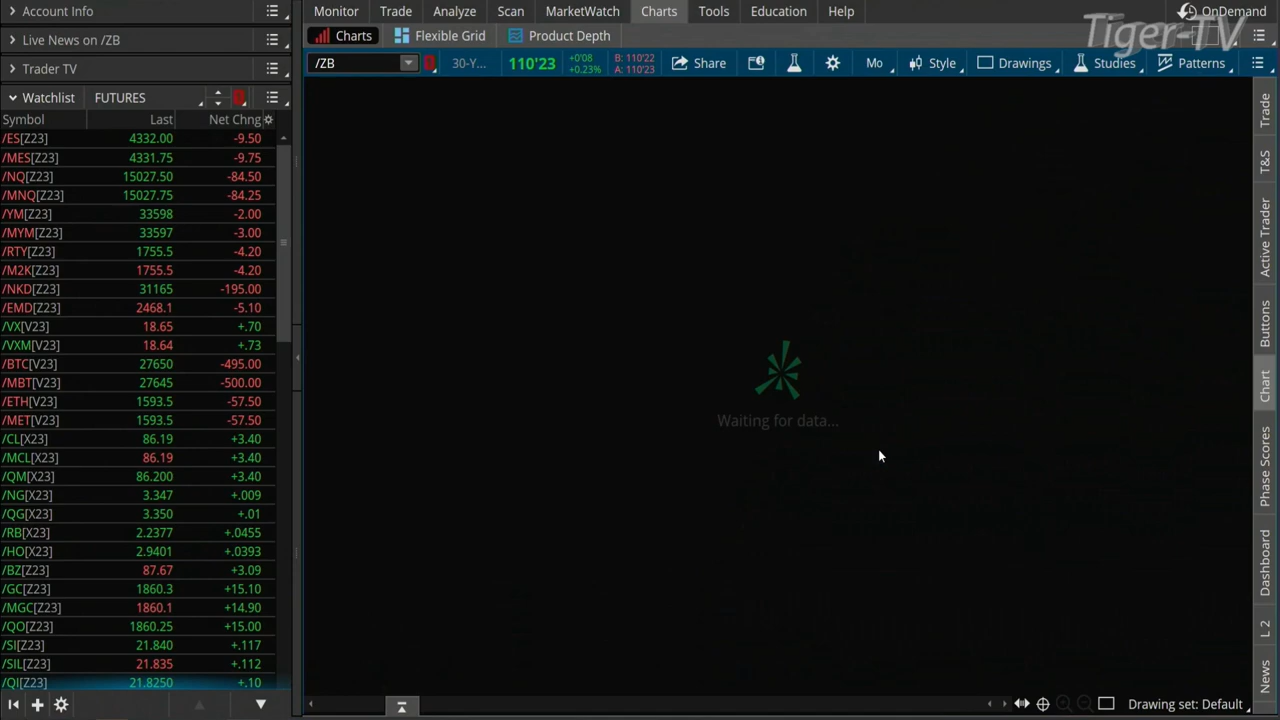 Account Info
Live News on /ZB
Trader TV
Watchlist FUTURES
Symbol Last Net Chng
/ES[Z23] 4332.00 -9.50
/MES[Z23] 4331.75 -9.75
/NQ[Z23] 15027.50 -84.50
/MNQ[Z23] 15027.75 -84.25
/YM[Z23] 33598 -2.00
/MYM[Z23] 33597 -3.00
/RTY[Z23] 1755.5 -4.20
/M2K[Z23] 1755.5 -4.20
/NKD[Z23] 31165 -195.00
/EMD[Z23] 2468.1 -5.10
/VX[V23] 18.65 +.70
/VXM[V23] 18.64 +.73
/BTC[V23] 27650 -495.00
/MBT[V23] 27645 -500.00
/ETH[V23] 1593.5 -57.50
/MET[V23] 1593.5 -57.50
/CL[X23] 86.19 +3.40
/MCL[X23] 86.19 +3.40
/QM[X23] 86.200 +3.40
/NG[X23] 3.347 +.009
/QG[X23] 3.350 +.01
/RB[X23] 2.2377 +.0455
/HO[X23] 2.9401 +.0393
/BZ[Z23] 87.67 +3.09
/GC[Z23] 1860.3 +15.10
/MGC[Z23] 1860.1 +14.90
/QO[Z23] 1860.25 +15.00
/SI[Z23] 21.840 +.117
/SIL[Z23] 21.835 +.112
/QI[Z23] 21.8250 +.10
Monitor Trade Analyze Scan MarketWatch Charts Tools Education Help OnDemand
Tiger-TV
Charts Flexible Grid Product Depth
/ZB 30-Y... 110'23 +0'08 B: 110'22 Share Mo Style Drawings Studies Patterns
+0.23% A: 110'23
Waiting for data...
Trade
T&S
Active Trader
Buttons
Chart
Phase Scores
Dashboard
L 2
News
Drawing set: Default